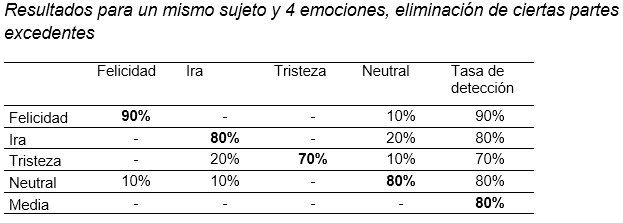 Resultados para un mismo sujeto y 4 emociones, eliminación de ciertas partes
excedentes
Felicidad Ira Tristeza Neutral Tasa de
detección
Felicidad 90% - - 10% 90%
Ira - 80% - 20% 80%
Tristeza - 20% 70% 10% 70%
Neutral 10% 10% - 80% 80%
Media - - - - 80%